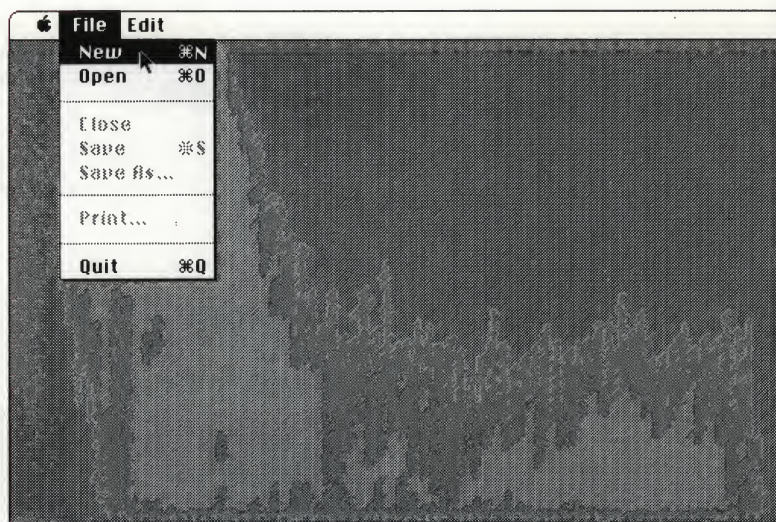 File Edit
New ⌘N
Open ⌘O
Close
Save ⌘S
Save As...
Print...
Quit ⌘Q